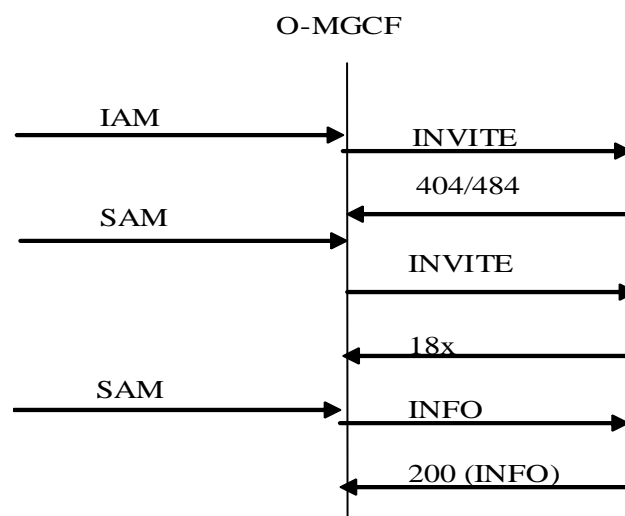 O-MGCF
IAM
INVITE
404/484
SAM
INVITE
18x
SAM
INFO
200 (INFO)